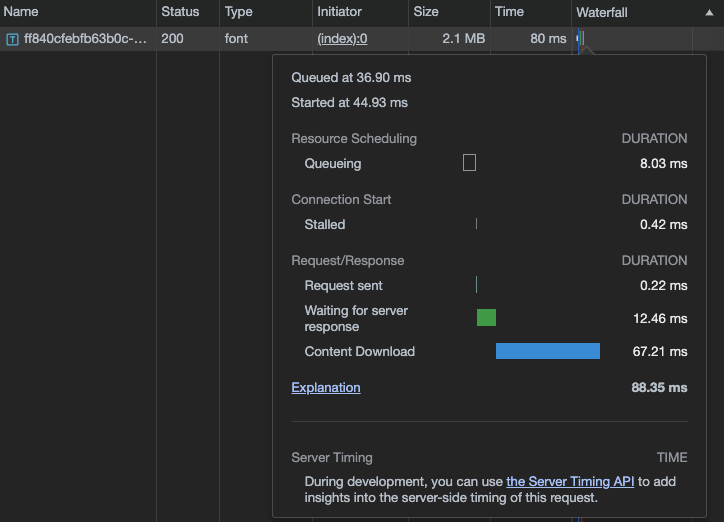 Name Status Type Initiator Size Time Waterfall
ff840cfebfb63b0c-... 200 font (index):0 2.1 MB 80 ms
Queued at 36.90 ms
Started at 44.93 ms
Resource Scheduling DURATION
Queueing 8.03 ms
Connection Start DURATION
Stalled 0.42 ms
Request/Response DURATION
Request sent 0.22 ms
Waiting for server
response 12.46 ms
Content Download 67.21 ms
Explanation 88.35 ms
Server Timing TIME
During development, you can use the Server Timing API to add
insights into the server-side timing of this request.